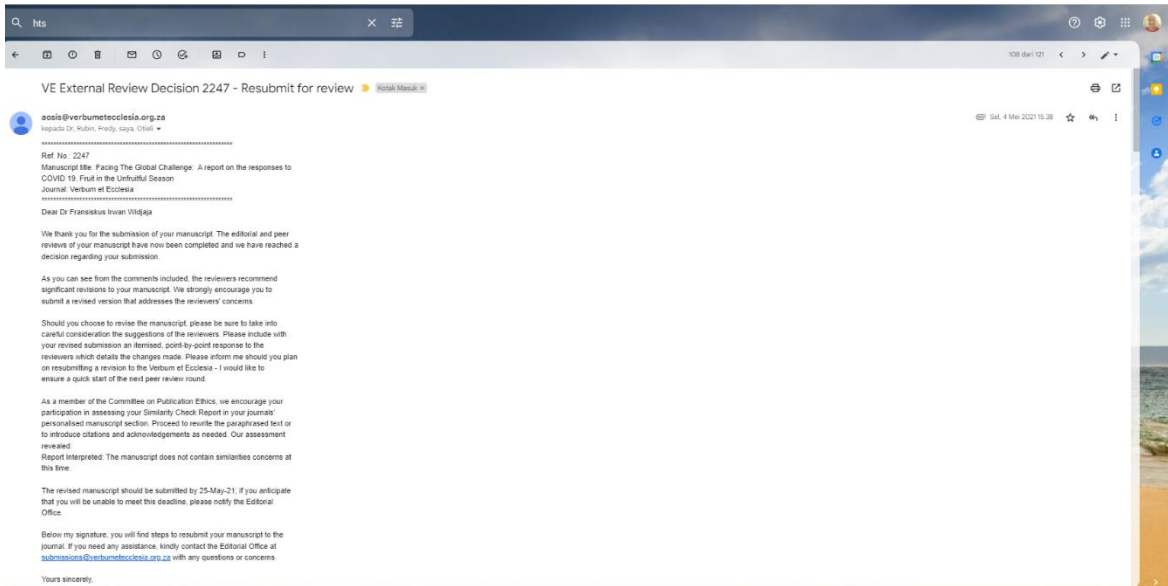 hts
108 dari 121
VE External Review Decision 2247 - Resubmit for review
Kotak Masuk ×
aosis@verbumetecclesia.org.za
Sel, 4 Mei 2021 15.38
kepada Dr, Rubin, Fredy, saya, Otieli
*******************************************************************
Ref. No.: 2247
Manuscript title: Facing The Global Challenge: A report on the responses to
COVID 19. Fruit in the Unfruitful Season
Journal: Verbum et Ecclesia
*******************************************************************
Dear Dr Fransiskus Irwan Widjaja
We thank you for the submission of your manuscript. The editorial and peer
reviews of your manuscript have now been completed and we have reached a
decision regarding your submission.
As you can see from the comments included, the reviewers recommend
significant revisions to your manuscript. We strongly encourage you to
submit a revised version that addresses the reviewers' concerns.
Should you choose to revise the manuscript, please be sure to take into
careful consideration the suggestions of the reviewers. Please include with
your revised submission an itemised, point-by-point response to the
reviewers which details the changes made. Please inform me should you plan
on resubmitting a revision to the Verbum et Ecclesia - I would like to
ensure a quick start of the next peer review round.
As a member of the Committee on Publication Ethics, we encourage your
participation in assessing your Similarity Check Report in your journals'
personalised manuscript section. Proceed to rewrite the paraphrased text or
to introduce citations and acknowledgements as needed. Our assessment
revealed:
Report Interpreted: The manuscript does not contain similarities concerns at
this time.
The revised manuscript should be submitted by 25-May-21; if you anticipate
that you will be unable to meet this deadline, please notify the Editorial
Office.
Below my signature, you will find steps to resubmit your manuscript to the
journal. If you need any assistance, kindly contact the Editorial Office at
submissions@verbumetecclesia.org.za with any questions or concerns.
Yours sincerely,